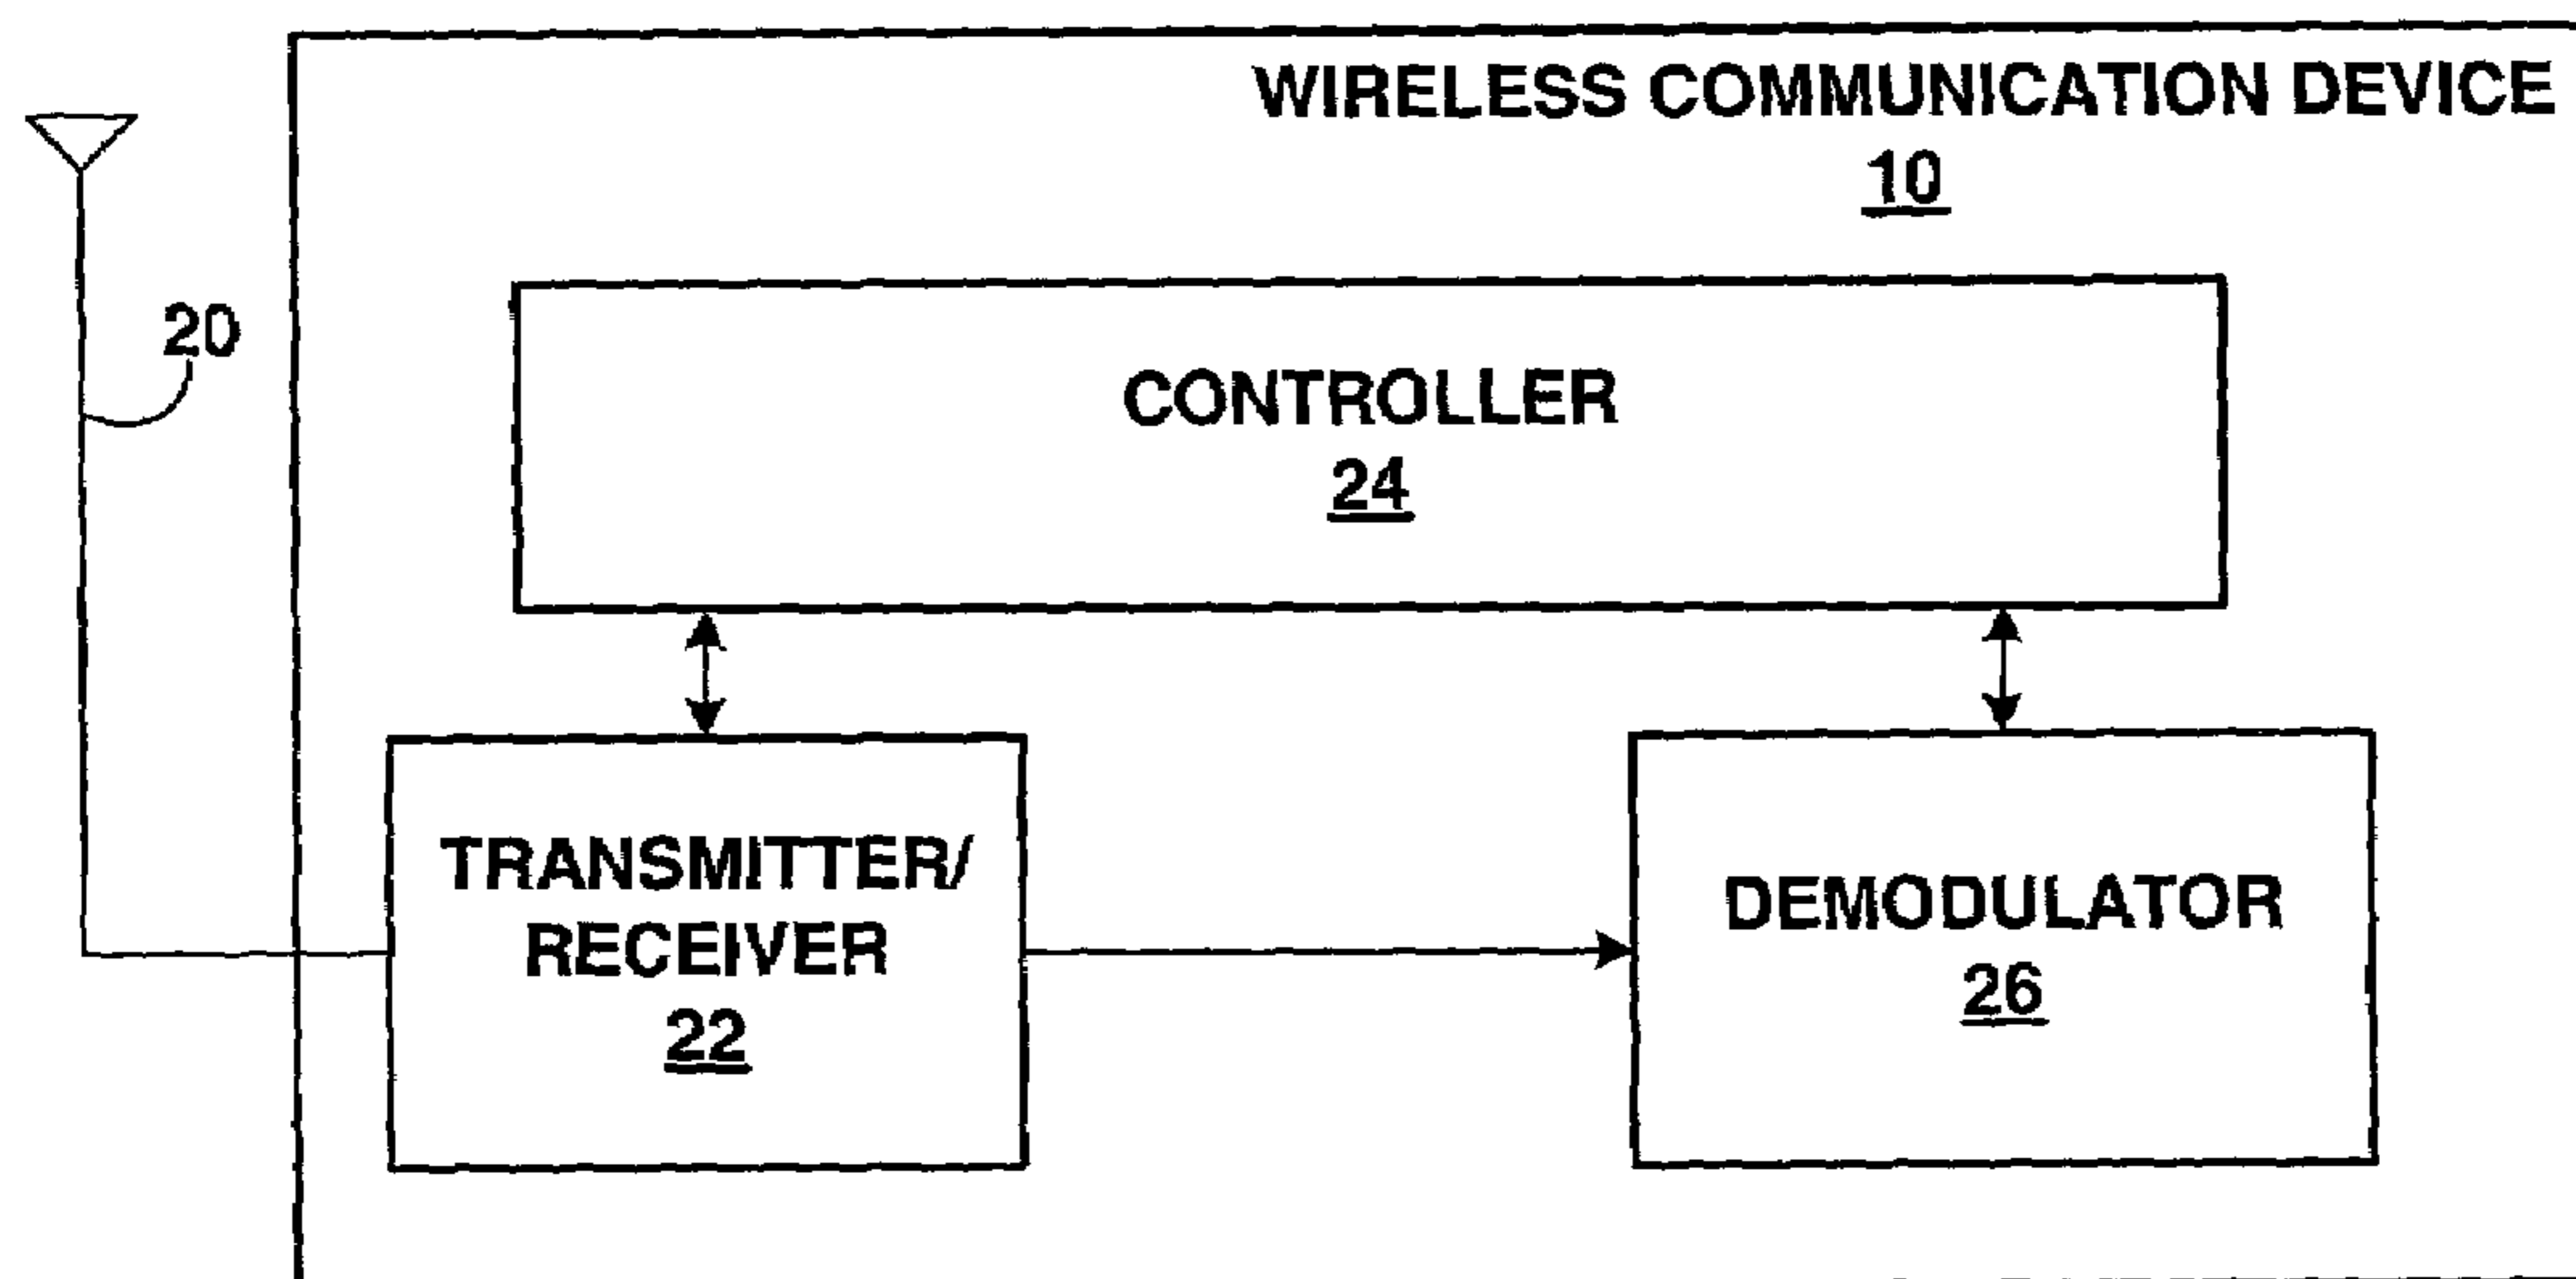 WIRELESS COMMUNICATION DEVICE
10
20
CONTROLLER
24
TRANSMITTER/
RECEIVER
22
DEMODULATOR
26